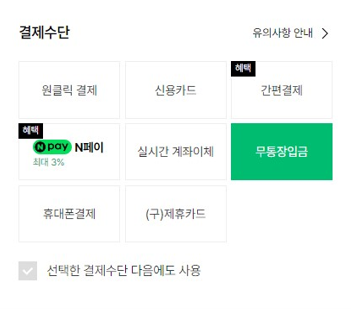 결제수단
유의사항 안내
원클릭 결제
신용카드
혜택
간편결제
혜택
N pay N페이
최대 3%
실시간 계좌이체
무통장입금
휴대폰결제
(구)제휴카드
선택한 결제수단 다음에도 사용